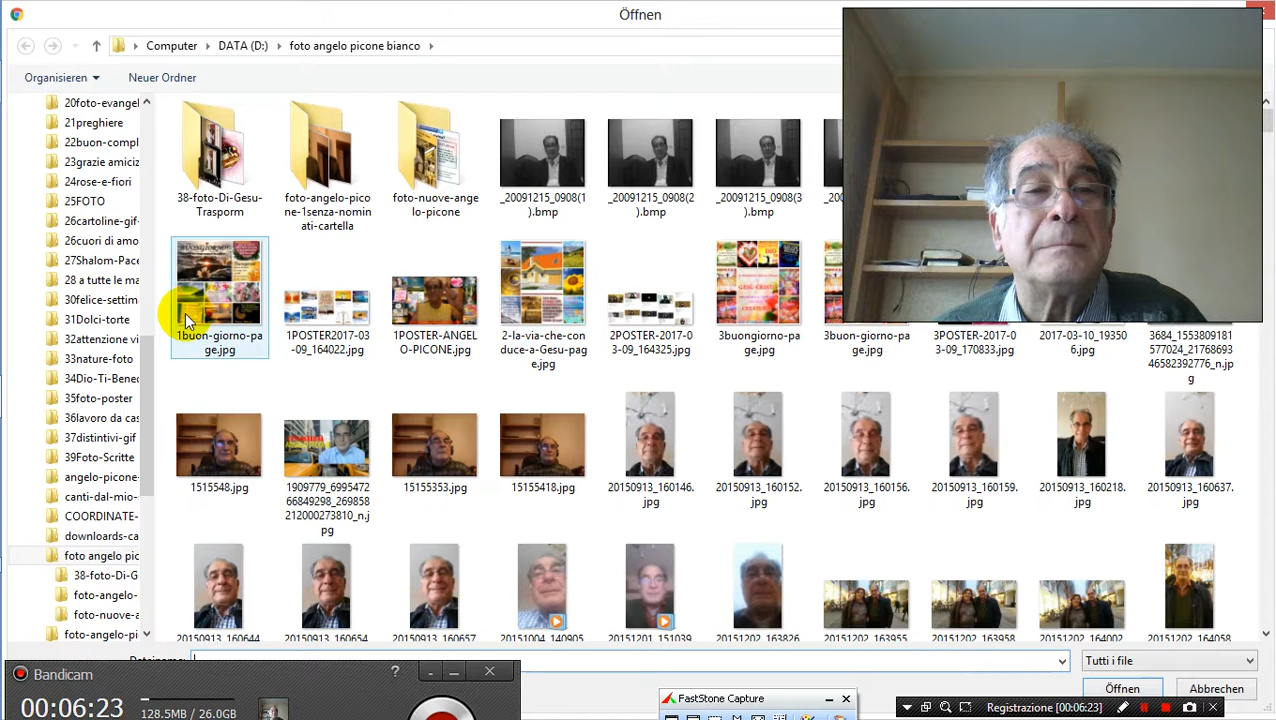 Öffnen
Computer
DATA (D:)
foto angelo picone bianco
Organisieren
Neuer Ordner
20foto-evange
21preghiere
22buon-compl
23grazie amiciz
24rose-e-fiori
25FOTO
26cartoline-gif
26cuori di amo
27Shalom-Pace
28 a tutte le ma
30felice-settim
31Dolci-torte
32attenzione vi
33nature-foto
34Dio-Ti-Bened
35foto-poster
36lavoro da cas
37distintivi-gif
39Foto-Scritte
angelo-picone-
canti-dal-mio-
COORDINATE-
downloards-ca
foto angelo pic
38-foto-Di-G
foto-angelo-
foto-nuove-a
foto-angelo-pi
38-foto-Di-Gesu-
Trasporm
foto-angelo-pico
ne-1senza-nomin
ati-cartella
foto-nuove-ange
lo-picone
_20091215_0908(1
).bmp
_20091215_0908(2
).bmp
_20091215_0908(3
).bmp
1buon-giorno-pa
ge.jpg
1POSTER2017-03
-09_164022.jpg
1POSTER-ANGEL
O-PICONE.jpg
2-la-via-che-con
duce-a-Gesu-pag
e.jpg
2POSTER-2017-0
3-09_164325.jpg
3buongiorno-pa
ge.jpg
3buon-giorno-p
age.jpg
3POSTER-2017-0
3-09_170833.jpg
2017-03-10_19350
6.jpg
3684_1553809181
577024_21768693
46582392776_n.jp
g
1515548.jpg
1909779_6995472
66849298_269858
212000273810_n.j
pg
15155353.jpg
15155418.jpg
20150913_160146.
jpg
20150913_160152.
jpg
20150913_160156.
jpg
20150913_160159.
jpg
20150913_160218.
jpg
20150913_160637.
jpg
20150913_160644
20150913_160654
20150913_160657
20151004_140905
20151201_151039
20151202_163826
20151202_163955
20151202_163958
20151202_164002
20151202_164058
Dateiname:
Tutti i file
Öffnen
Abbrechen
Bandicam
?
00:06:23
128.5MB / 26.0GB
FastStone Capture
Registrazione [00:06:23]